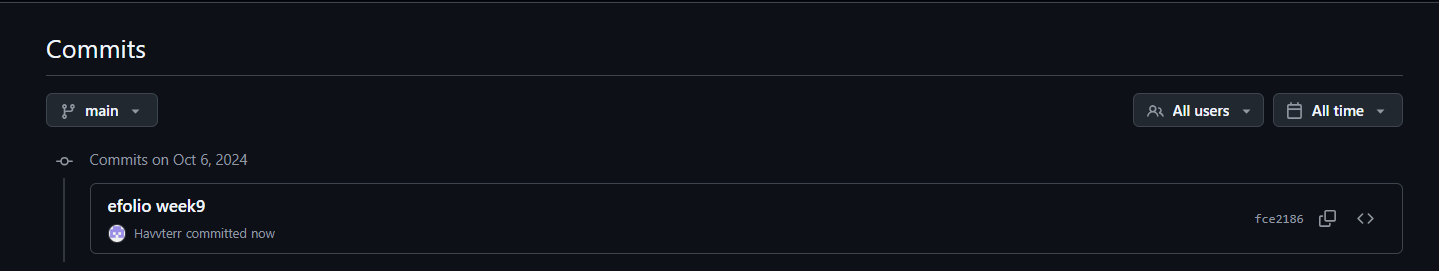 Commits
main
All users
All time
Commits on Oct 6, 2024
efolio week9
fce2186
Havvterr committed now